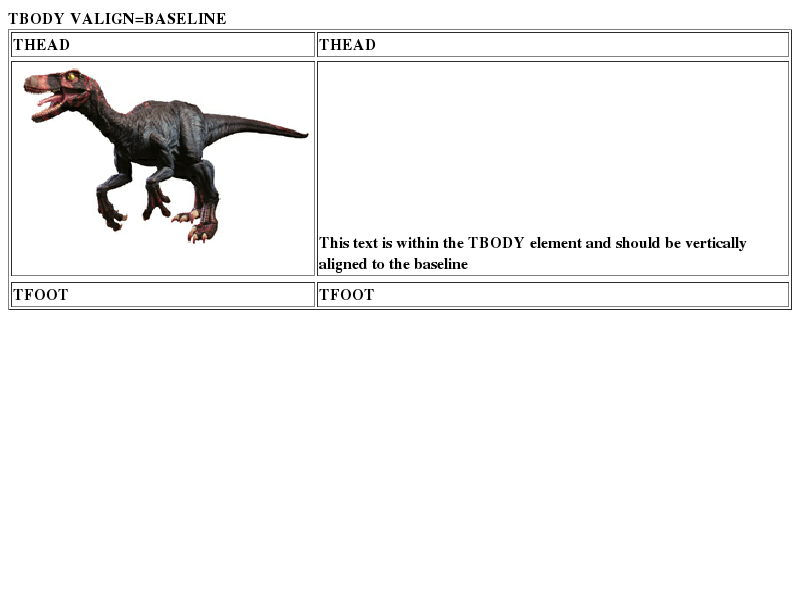 TBODY VALIGN=BASELINE
THEAD THEAD
This text is within the TBODY element and should be vertically
aligned to the baseline
TFOOT TFOOT